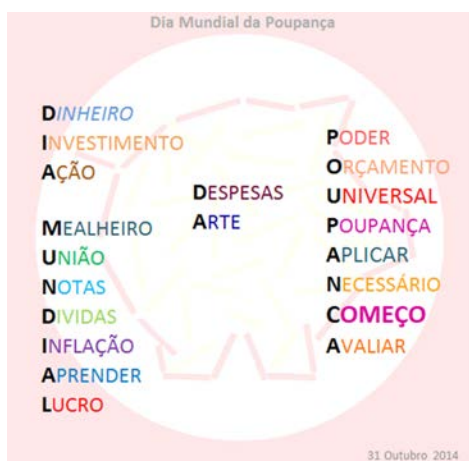 Dia Mundial da Poupança
DINHEIRO
INVESTIMENTO
AÇÃO
MEALHEIRO
UNIÃO
NOTAS
DIVIDAS
INFLAÇÃO
APRENDER
LUCRO
DESPESAS
ARTE
PODER
ORÇAMENTO
UNIVERSAL
POUPANÇA
APLICAR
NECESSÁRIO
COMEÇO
AVALIAR
31 Outubro 2014